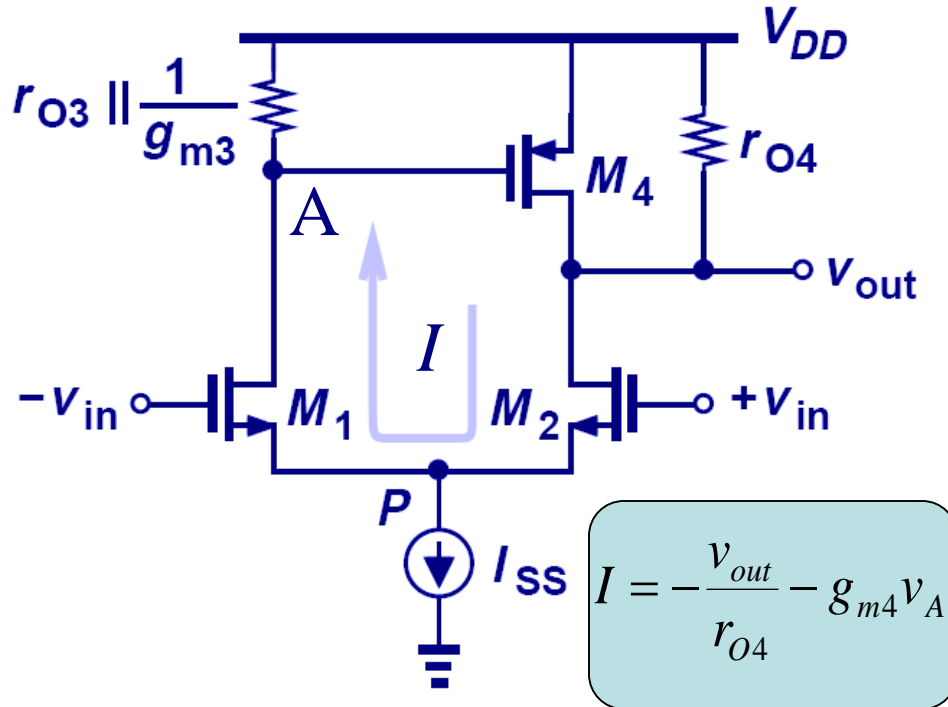 V_DD
r_O3 || 1/g_m3
M_4
r_O4
A
v_out
I
−v_in
M_1
M_2
+v_in
P
I_SS
I = − v_out/r_O4 − g_m4 v_A